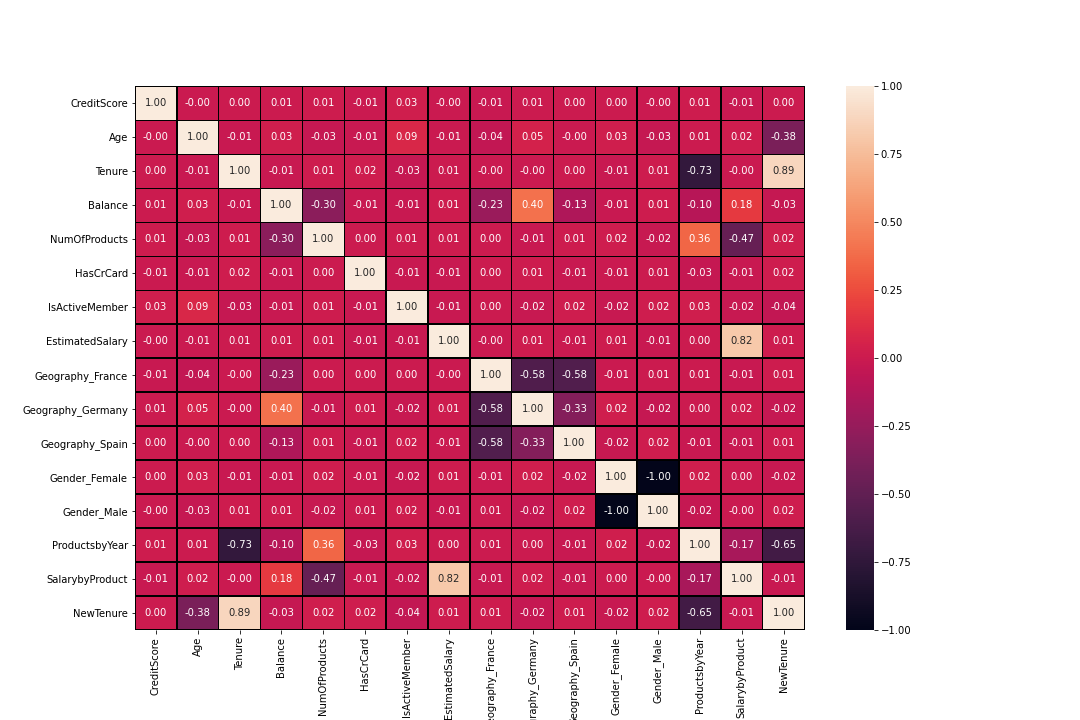 CreditScore 1.00 -0.00 0.00 0.01 0.01 -0.01 0.03 -0.00 -0.01 0.01 0.00 0.00 -0.00 0.01 -0.01 0.00
Age -0.00 1.00 -0.01 0.03 -0.03 -0.01 0.09 -0.01 -0.04 0.05 -0.00 0.03 -0.03 0.01 0.02 -0.38
Tenure 0.00 -0.01 1.00 -0.01 0.01 0.02 -0.03 0.01 -0.00 -0.00 0.00 -0.01 0.01 -0.73 -0.00 0.89
Balance 0.01 0.03 -0.01 1.00 -0.30 -0.01 -0.01 0.01 -0.23 0.40 -0.13 -0.01 0.01 -0.10 0.18 -0.03
NumOfProducts 0.01 -0.03 0.01 -0.30 1.00 0.00 0.01 0.01 0.00 -0.01 0.01 0.02 -0.02 0.36 -0.47 0.02
HasCrCard -0.01 -0.01 0.02 -0.01 0.00 1.00 -0.01 -0.01 0.00 0.01 -0.01 -0.01 0.01 -0.03 -0.01 0.02
IsActiveMember 0.03 0.09 -0.03 -0.01 0.01 -0.01 1.00 -0.01 0.00 -0.02 0.02 -0.02 0.02 0.03 -0.02 -0.04
EstimatedSalary -0.00 -0.01 0.01 0.01 0.01 -0.01 -0.01 1.00 -0.00 0.01 -0.01 0.01 -0.01 0.00 0.82 0.01
Geography_France -0.01 -0.04 -0.00 -0.23 0.00 0.00 0.00 -0.00 1.00 -0.58 -0.58 -0.01 0.01 0.01 -0.01 0.01
Geography_Germany 0.01 0.05 -0.00 0.40 -0.01 0.01 -0.02 0.01 -0.58 1.00 -0.33 0.02 -0.02 0.00 0.02 -0.02
Geography_Spain 0.00 -0.00 0.00 -0.13 0.01 -0.01 0.02 -0.01 -0.58 -0.33 1.00 -0.02 0.02 -0.01 -0.01 0.01
Gender_Female 0.00 0.03 -0.01 -0.01 0.02 -0.01 -0.02 0.01 -0.01 0.02 -0.02 1.00 -1.00 0.02 0.00 -0.02
Gender_Male -0.00 -0.03 0.01 0.01 -0.02 0.01 0.02 -0.01 0.01 -0.02 0.02 -1.00 1.00 -0.02 -0.00 0.02
ProductsbyYear 0.01 0.01 -0.73 -0.10 0.36 -0.03 0.03 0.00 0.01 0.00 -0.01 0.02 -0.02 1.00 -0.17 -0.65
SalarybyProduct -0.01 0.02 -0.00 0.18 -0.47 -0.01 -0.02 0.82 -0.01 0.02 -0.01 0.00 -0.00 -0.17 1.00 -0.01
NewTenure 0.00 -0.38 0.89 -0.03 0.02 0.02 -0.04 0.01 0.01 -0.02 0.01 -0.02 0.02 -0.65 -0.01 1.00
CreditScore
Age
Tenure
Balance
NumOfProducts
HasCrCard
IsActiveMember
EstimatedSalary
eography_France
raphy_Germany
eography_Spain
Gender_Female
Gender_Male
ProductsbyYear
SalarybyProduct
NewTenure
1.00
0.75
0.50
0.25
0.00
−0.25
−0.50
−0.75
−1.00